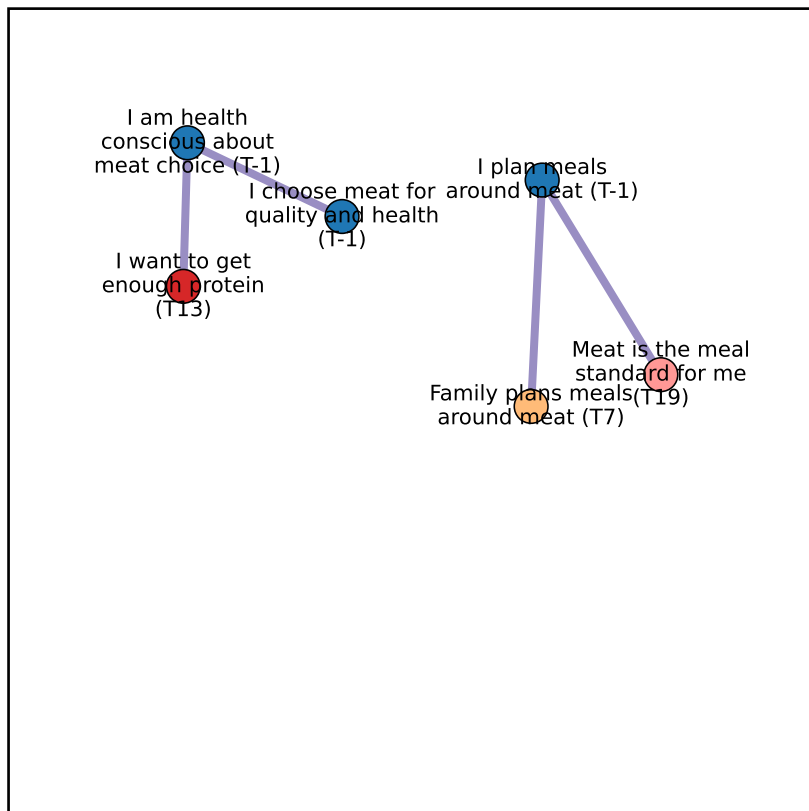 I am health
conscious about
meat choice (T-1)
I choose meat for
quality and health
(T-1)
I want to get
enough protein
(T13)
I plan meals
around meat (T-1)
Meat is the meal
standard for me
(T19)
Family plans meals
around meat (T7)